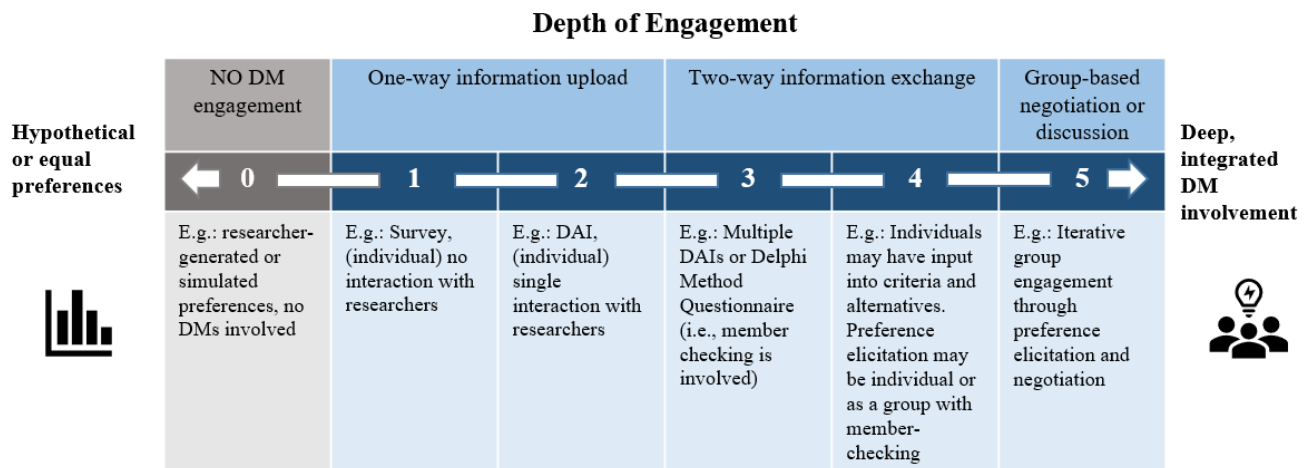 Depth of Engagement
NO DM
engagement
One-way information upload
Two-way information exchange
Group-based
negotiation or
discussion
Hypothetical
or equal
preferences
0
1
2
3
4
5
Deep,
integrated
DM
involvement
E.g.: researcher-
generated or
simulated
preferences, no
DMs involved
E.g.: Survey,
(individual) no
interaction with
researchers
E.g.: DAI,
(individual)
single
interaction with
researchers
E.g.: Multiple
DAIs or Delphi
Method
Questionnaire
(i.e., member
checking is
involved)
E.g.: Individuals
may have input
into criteria and
alternatives.
Preference
elicitation may
be individual or
as a group with
member-
checking
E.g.: Iterative
group
engagement
through
preference
elicitation and
negotiation